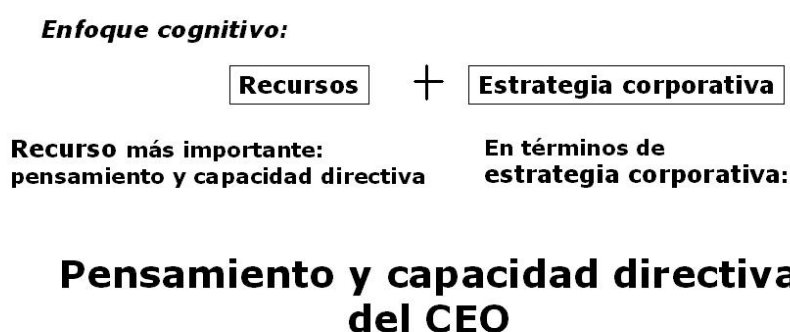 Enfoque cognitivo:
Recursos + Estrategia corporativa
Recurso más importante:
pensamiento y capacidad directiva
En términos de
estrategia corporativa:
Pensamiento y capacidad directiva
del CEO